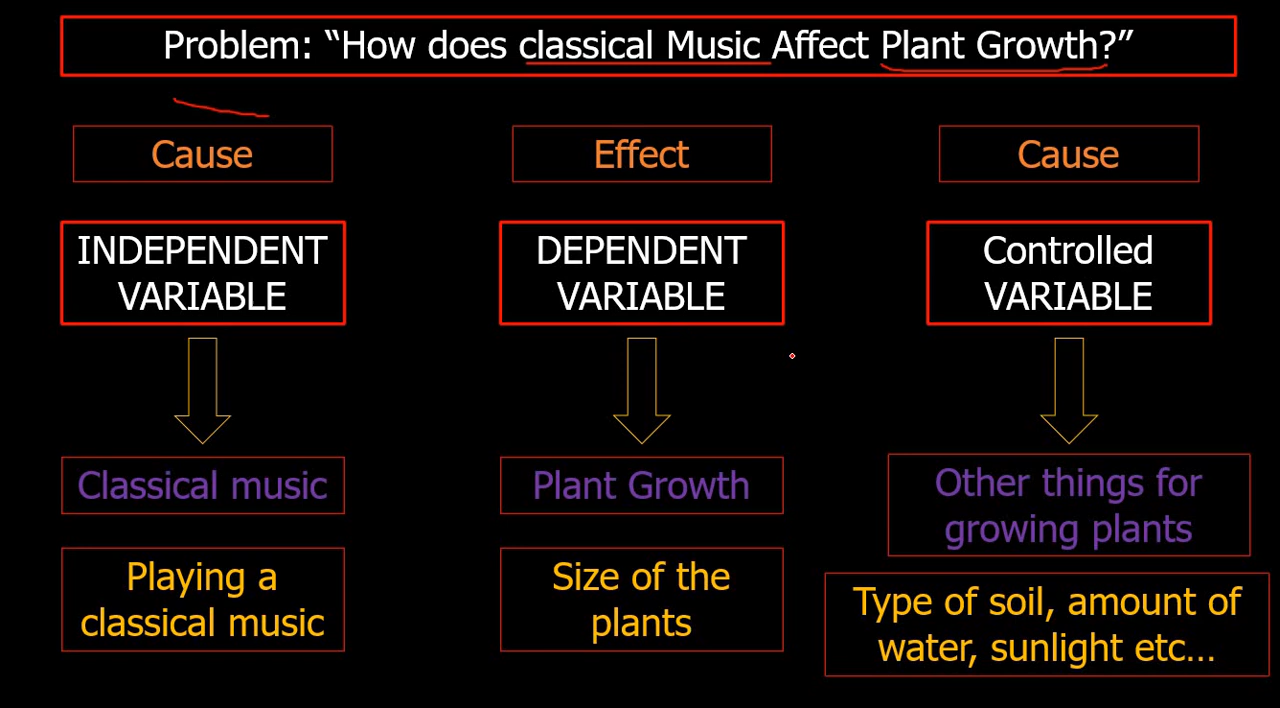 Problem: “How does classical Music Affect Plant Growth?”
Cause
Effect
Cause
INDEPENDENT
VARIABLE
DEPENDENT
VARIABLE
Controlled
VARIABLE
Classical music
Plant Growth
Other things for
growing plants
Playing a
classical music
Size of the
plants
Type of soil, amount of
water, sunlight etc...